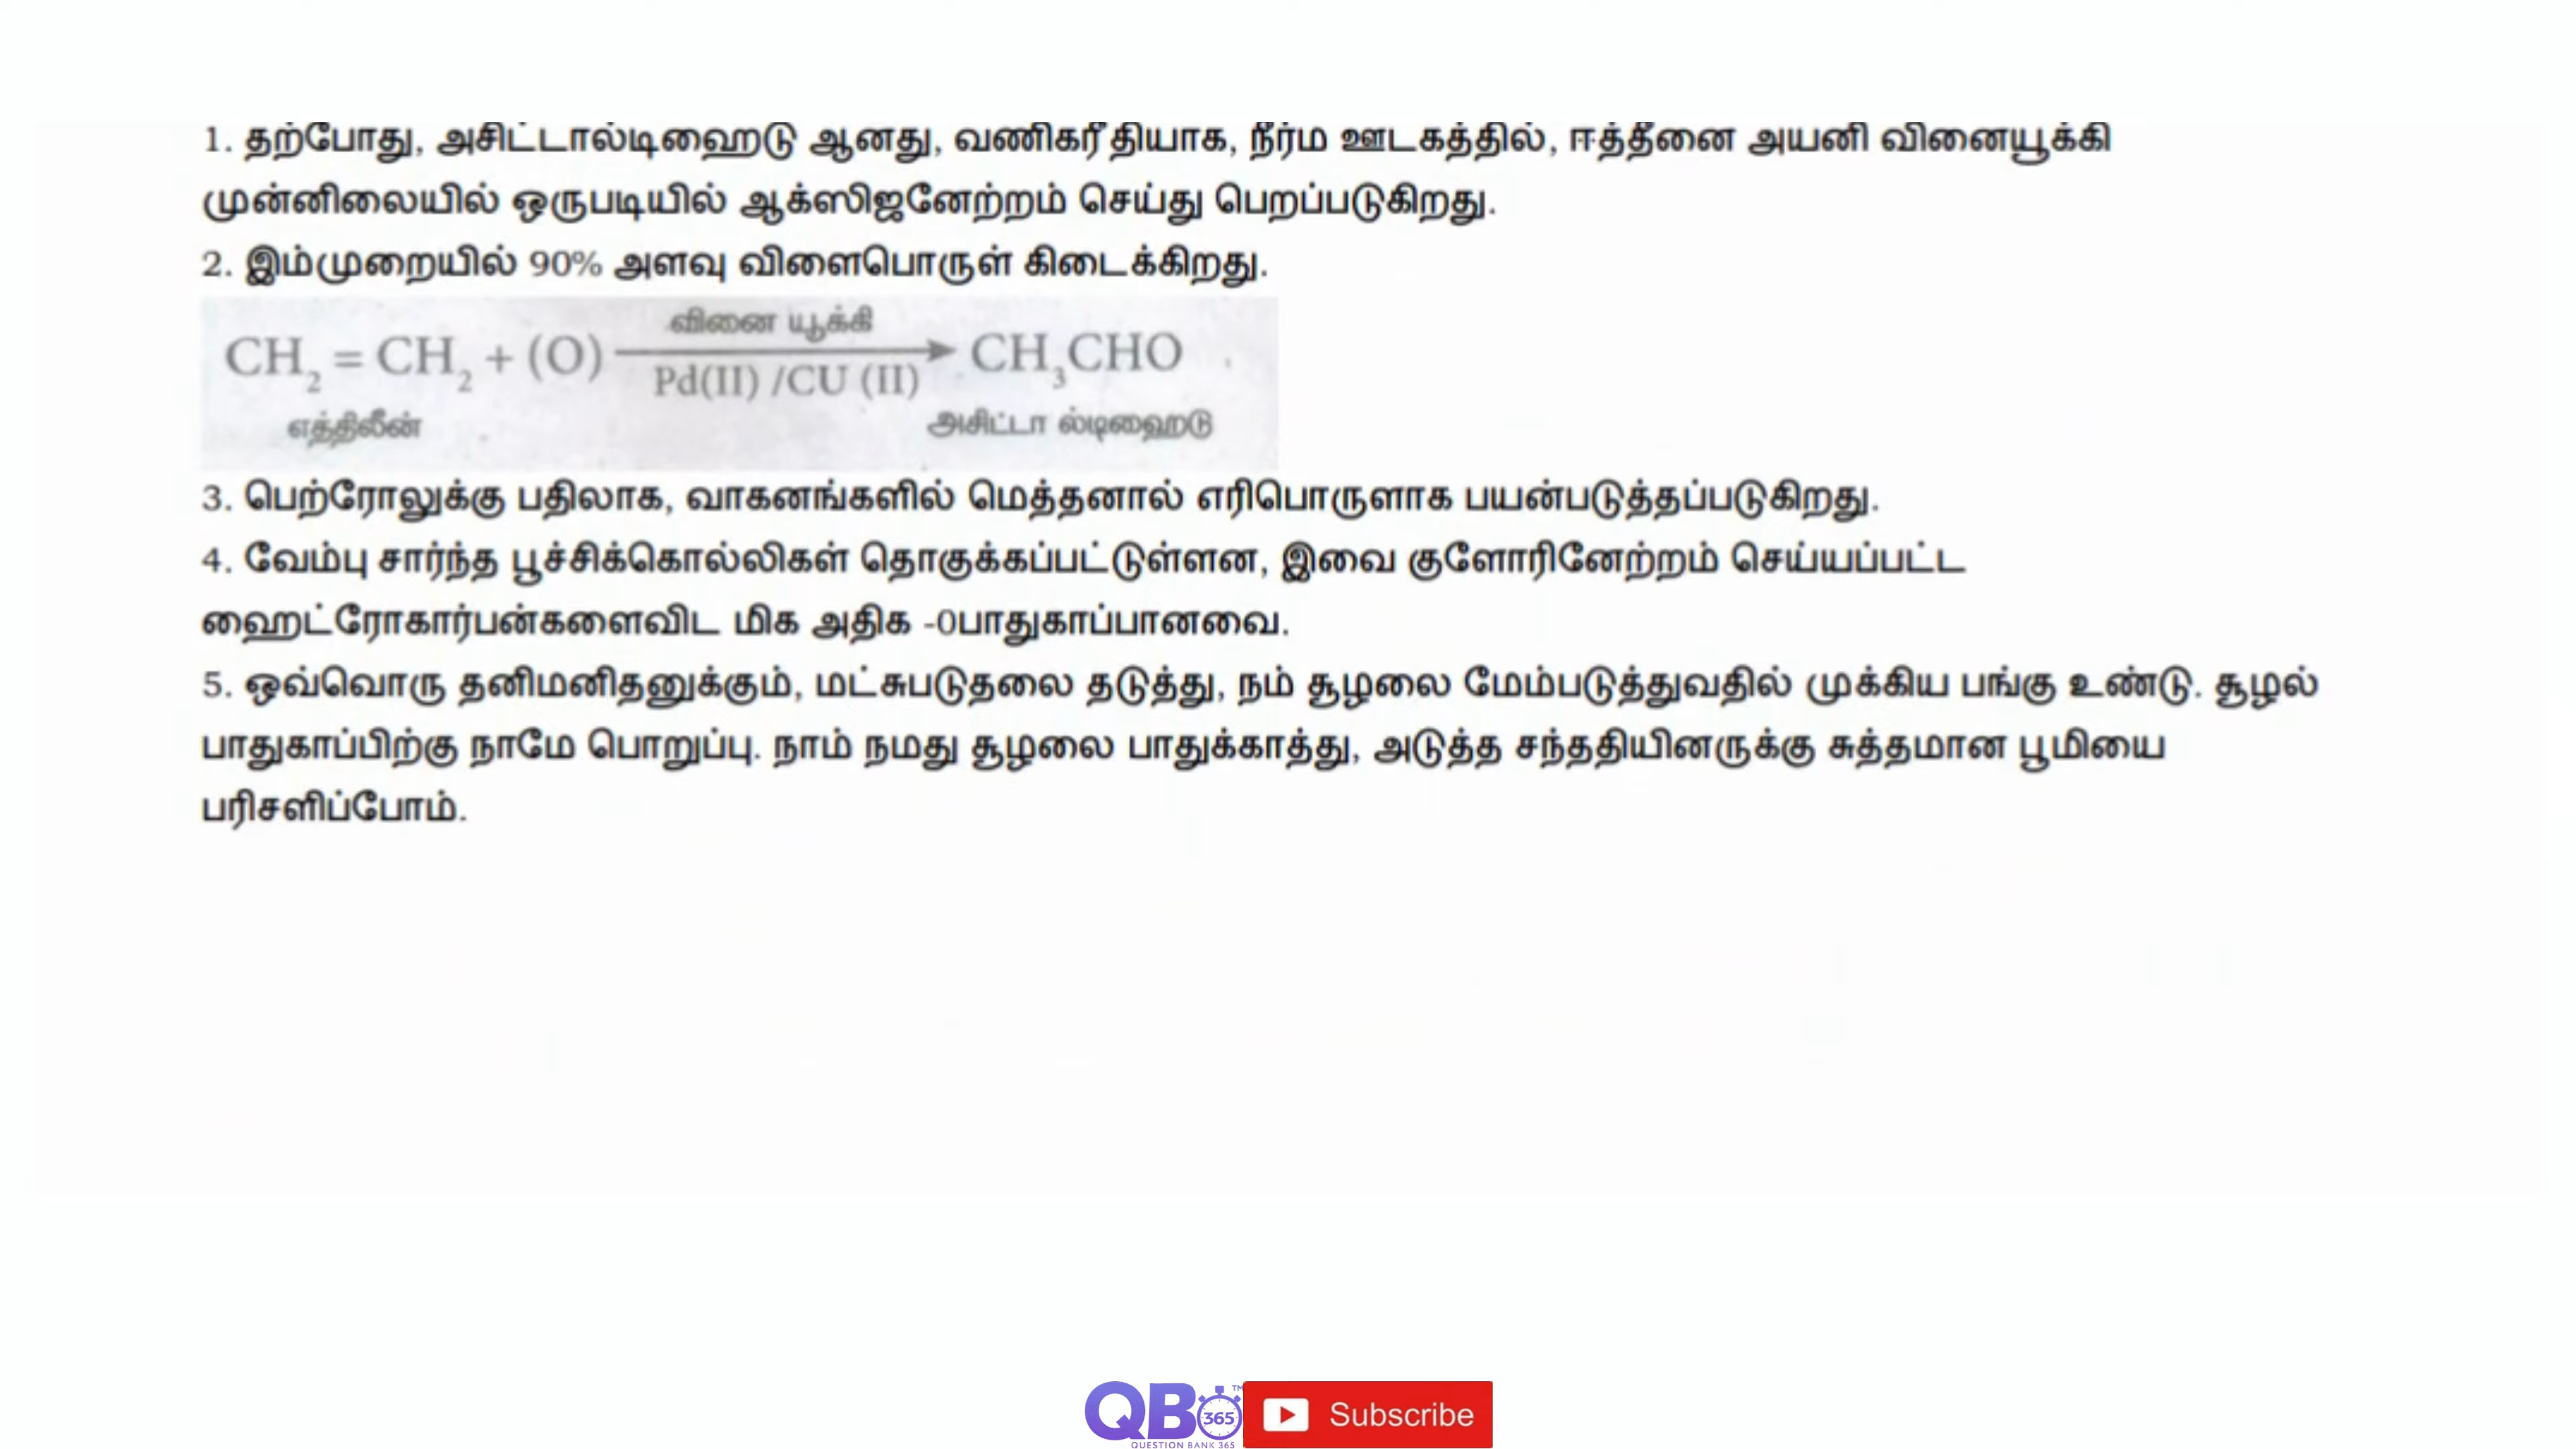 1. தற்போது, அசிட்டால்டிஹைடு ஆனது, வணிகரீதியாக, நீர்ம ஊடகத்தில், ஈத்தீனை அயனி வினையூக்கி
முன்னிலையில் ஒருபடியில் ஆக்ஸிஜனேற்றம் செய்து பெறப்படுகிறது.
2. இம்முறையில் 90% அளவு விளைபொருள் கிடைக்கிறது.
வினை யூக்கி
CH₂ = CH₂ + (O) ⟶ CH₃CHO
Pd(II) /CU (II)
எத்திலீன் அசிட்டா ல்டிஹைடு
3. பெற்ரோலுக்கு பதிலாக, வாகனங்களில் மெத்தனால் எரிபொருளாக பயன்படுத்தப்படுகிறது.
4. வேம்பு சார்ந்த பூச்சிக்கொல்லிகள் தொகுக்கப்பட்டுள்ளன, இவை குளோரினேற்றம் செய்யப்பட்ட
ஹைட்ரோகார்பன்களைவிட மிக அதிக -0பாதுகாப்பானவை.
5. ஒவ்வொரு தனிமனிதனுக்கும், மட்சுபடுதலை தடுத்து, நம் சூழலை மேம்படுத்துவதில் முக்கிய பங்கு உண்டு. சூழல்
பாதுகாப்பிற்கு நாமே பொறுப்பு. நாம் நமது சூழலை பாதுக்காத்து, அடுத்த சந்ததியினருக்கு சுத்தமான பூமியை
பரிசளிப்போம்.
QB 365 ™ Subscribe
QUESTION BANK 365